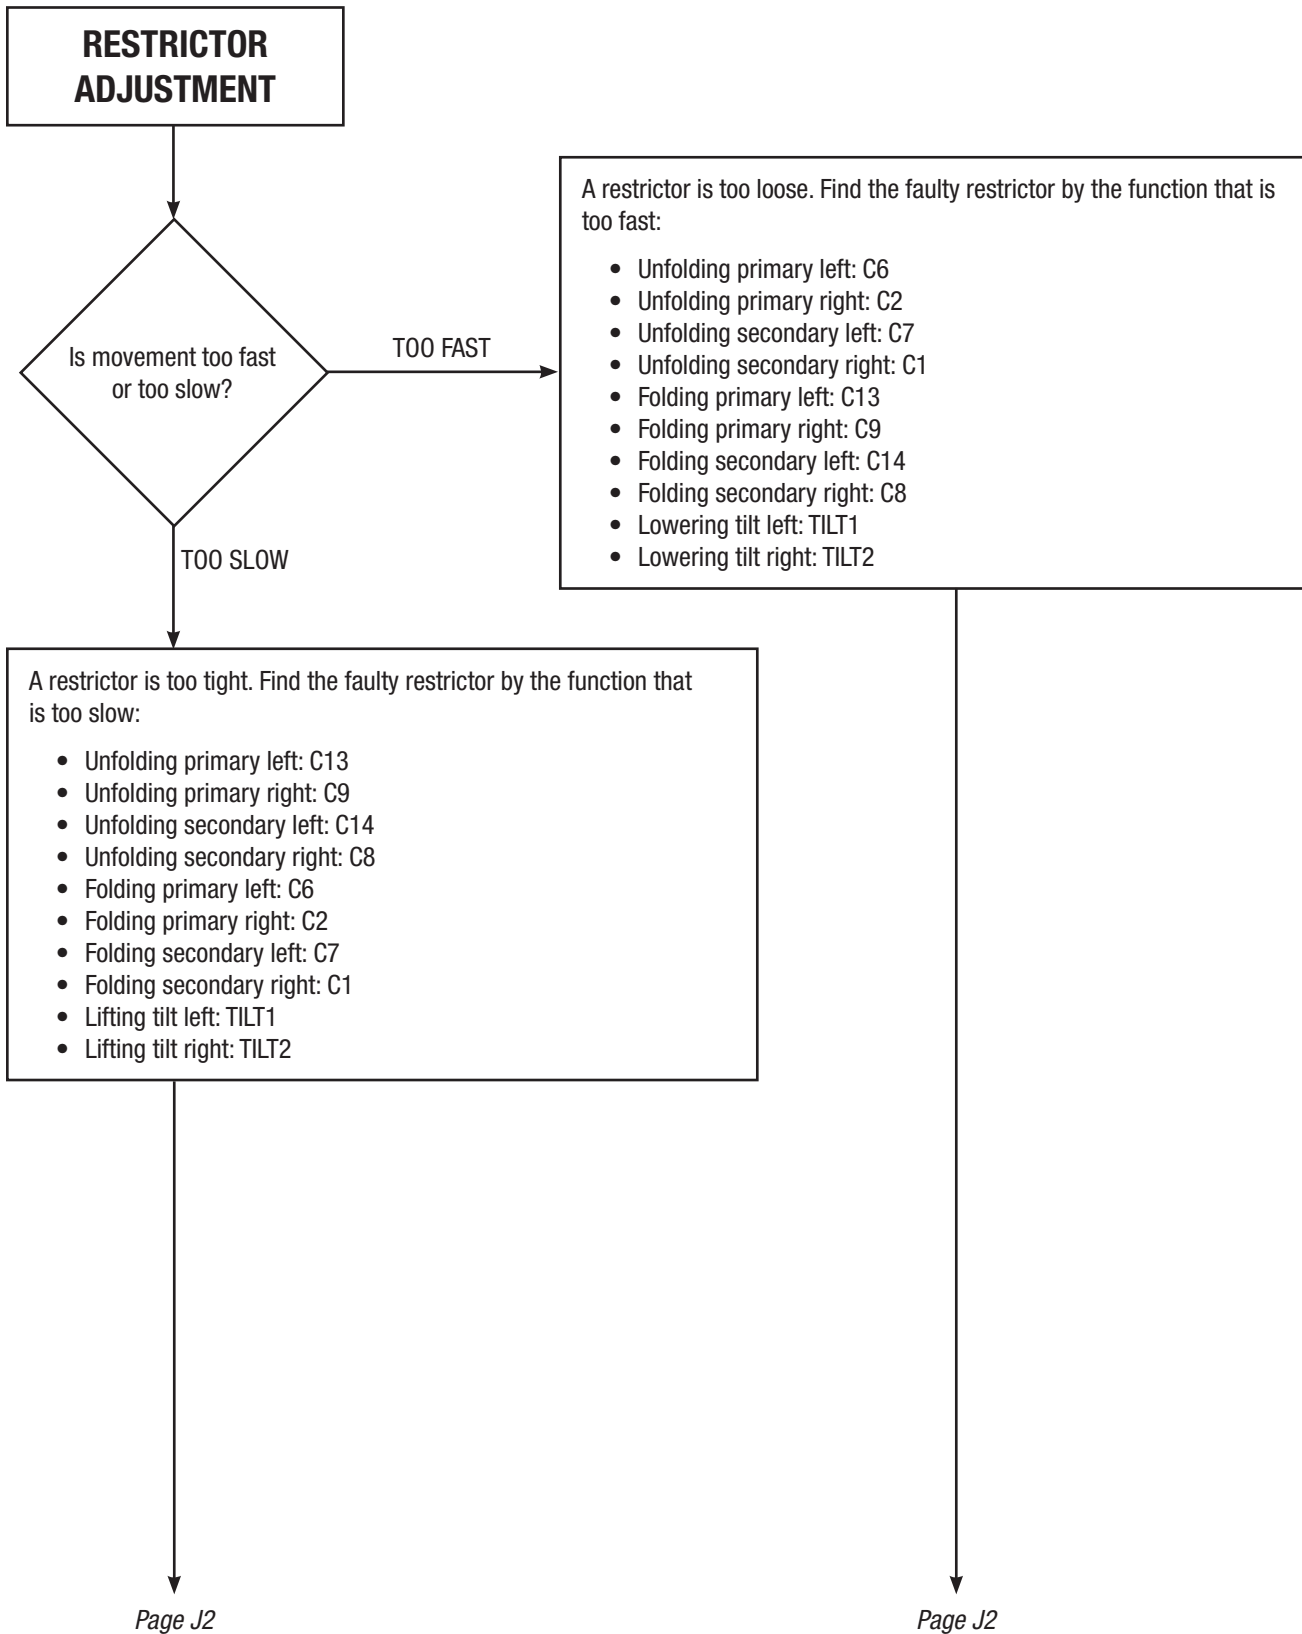 RESTRICTOR
ADJUSTMENT
Is movement too fast
or too slow?
TOO FAST
A restrictor is too loose. Find the faulty restrictor by the function that is
too fast:
• Unfolding primary left: C6
• Unfolding primary right: C2
• Unfolding secondary left: C7
• Unfolding secondary right: C1
• Folding primary left: C13
• Folding primary right: C9
• Folding secondary left: C14
• Folding secondary right: C8
• Lowering tilt left: TILT1
• Lowering tilt right: TILT2
TOO SLOW
A restrictor is too tight. Find the faulty restrictor by the function that
is too slow:
• Unfolding primary left: C13
• Unfolding primary right: C9
• Unfolding secondary left: C14
• Unfolding secondary right: C8
• Folding primary left: C6
• Folding primary right: C2
• Folding secondary left: C7
• Folding secondary right: C1
• Lifting tilt left: TILT1
• Lifting tilt right: TILT2
Page J2
Page J2